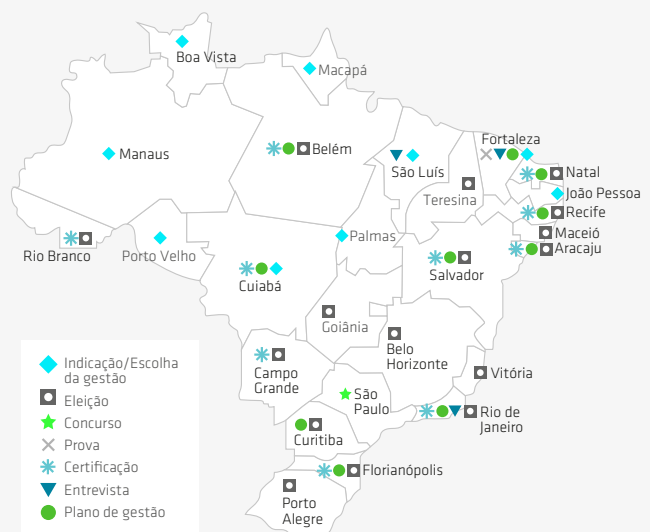 Boa Vista
Macapá
Fortaleza
Manaus
Belém
São Luís
Natal
Teresina
João Pessoa
Recife
Maceió
Palmas
Aracaju
Rio Branco
Porto Velho
Salvador
Cuiabá
Goiânia
Belo
Horizonte
Campo
Grande
Vitória
São
Paulo
Rio de
Janeiro
Curitiba
Florianópolis
Porto
Alegre
Indicação/Escolha
da gestão
Eleição
Concurso
Prova
Certificação
Entrevista
Plano de gestão